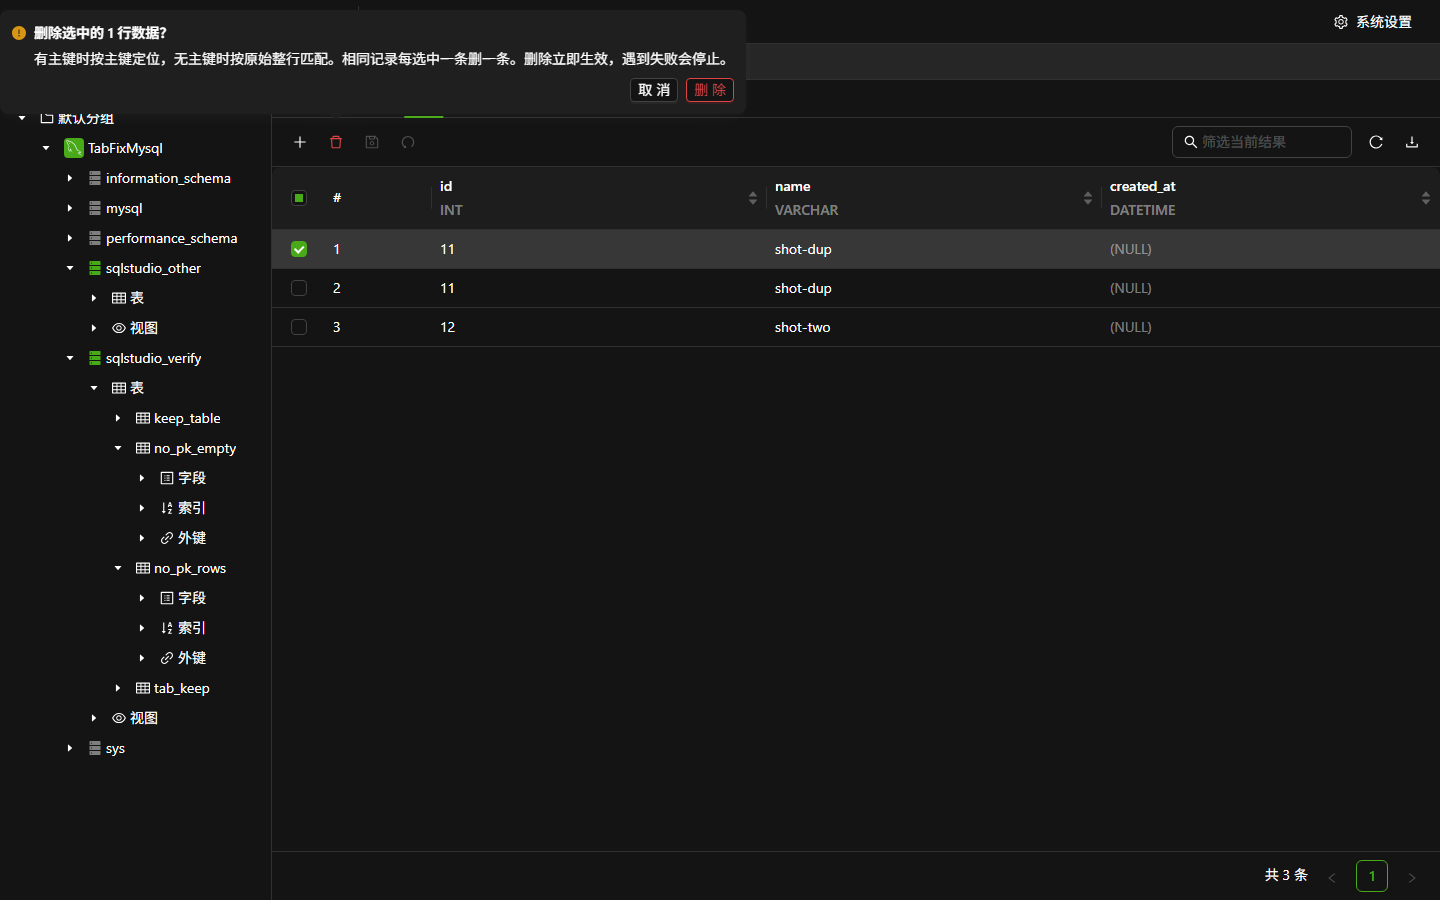 删除选中的 1 行数据?
有主键时按主键定位，无主键时按原始整行匹配。相同记录每选中一条删一条。删除立即生效，遇到失败会停止。
取 消
删 除
系统设置
默认分组
TabFixMysql
information_schema
mysql
performance_schema
sqlstudio_other
表
视图
sqlstudio_verify
表
keep_table
no_pk_empty
字段
索引
外键
no_pk_rows
字段
索引
外键
tab_keep
视图
sys
筛选当前结果
# id name created_at
INT VARCHAR DATETIME
1 11 shot-dup (NULL)
2 11 shot-dup (NULL)
3 12 shot-two (NULL)
共 3 条 < 1 >